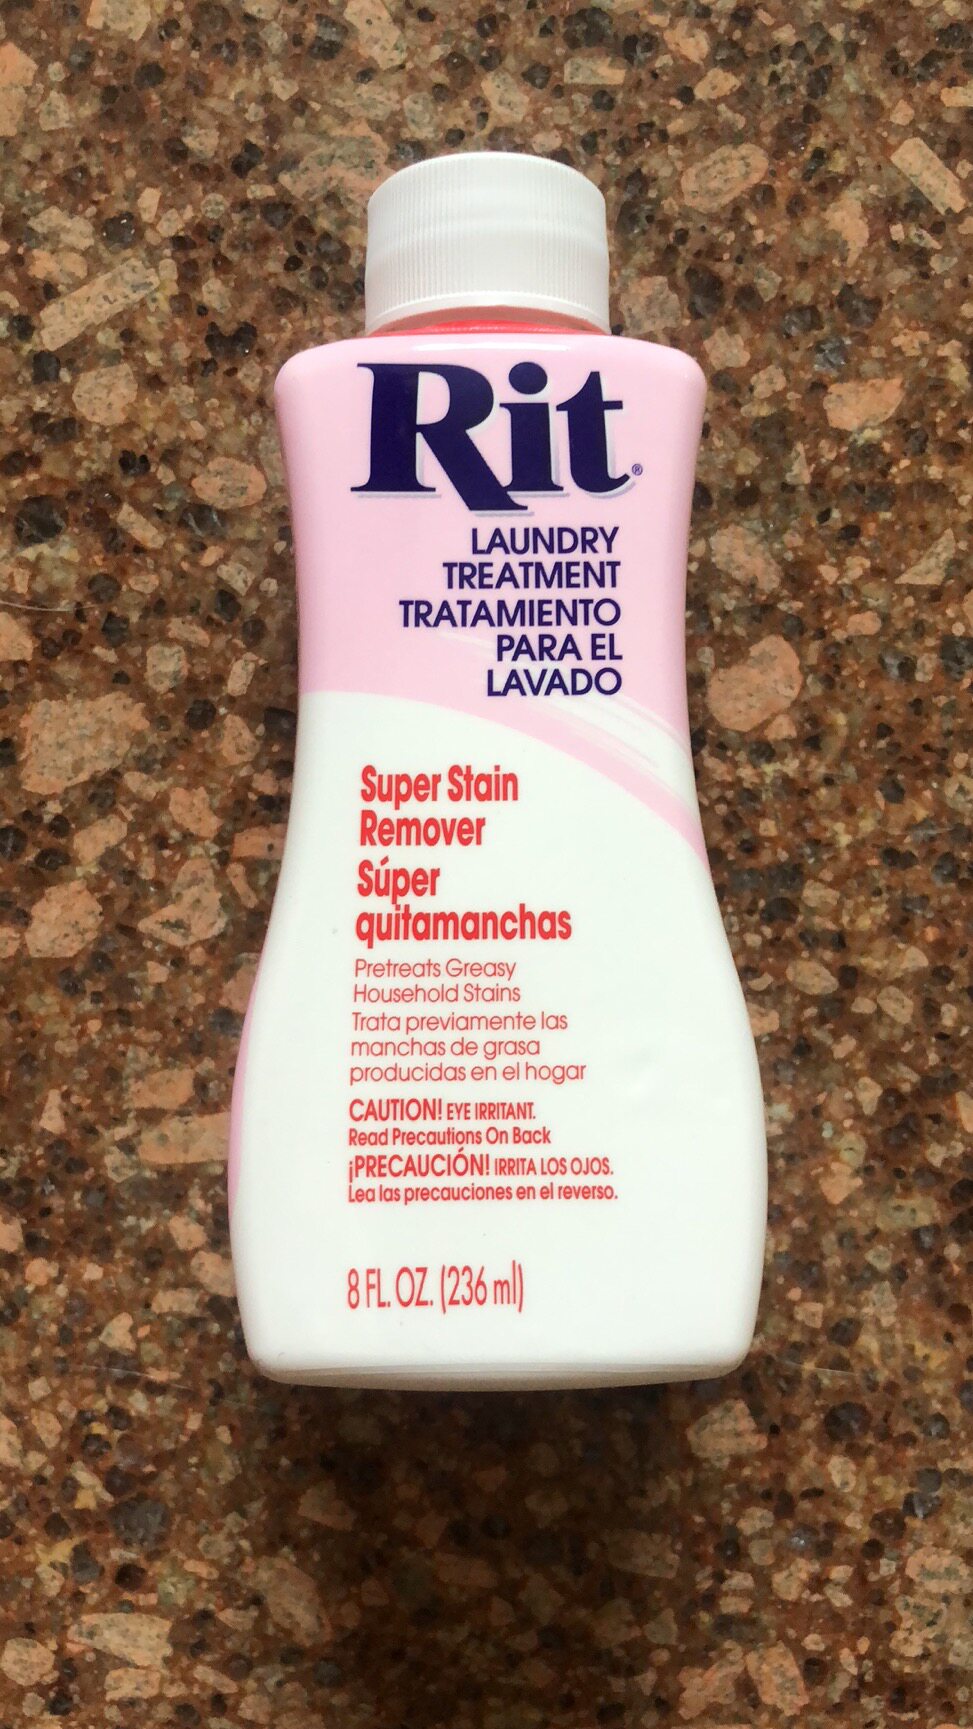 Rit®
LAUNDRY
TREATMENT
TRATAMIENTO
PARA EL
LAVADO
Super Stain
Remover
Súper
quitamanchas
Pretreats Greasy
Household Stains
Trata previamente las
manchas de grasa
producidas en el hogar
CAUTION! EYE IRRITANT.
Read Precautions On Back
¡PRECAUCIÓN! IRRITA LOS OJOS.
Lea las precauciones en el reverso.
8 FL. OZ. (236 ml)